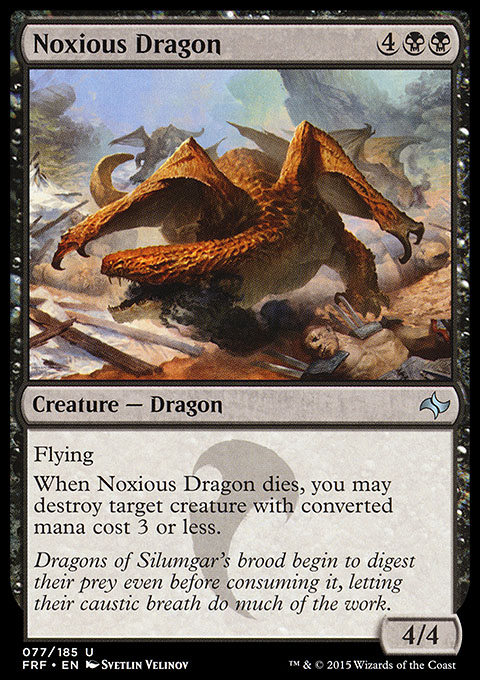 Noxious Dragon 4
Creature — Dragon
Flying
When Noxious Dragon dies, you may
destroy target creature with converted
mana cost 3 or less.
Dragons of Silumgar's brood begin to digest
their prey even before consuming it, letting
their caustic breath do much of the work.
4/4
077/185 U
FRF • EN Svetlin Velinov
™ & © 2015 Wizards of the Coast